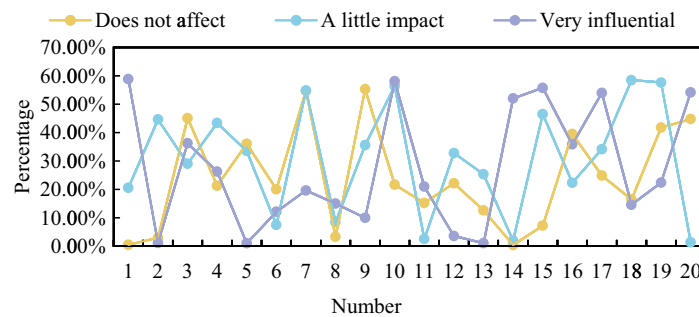 Does not affect A little impact Very influential
70.00%
60.00%
50.00%
40.00%
30.00%
20.00%
10.00%
0.00%
Percentage
1 2 3 4 5 6 7 8 9 10 11 12 13 14 15 16 17 18 19 20
Number